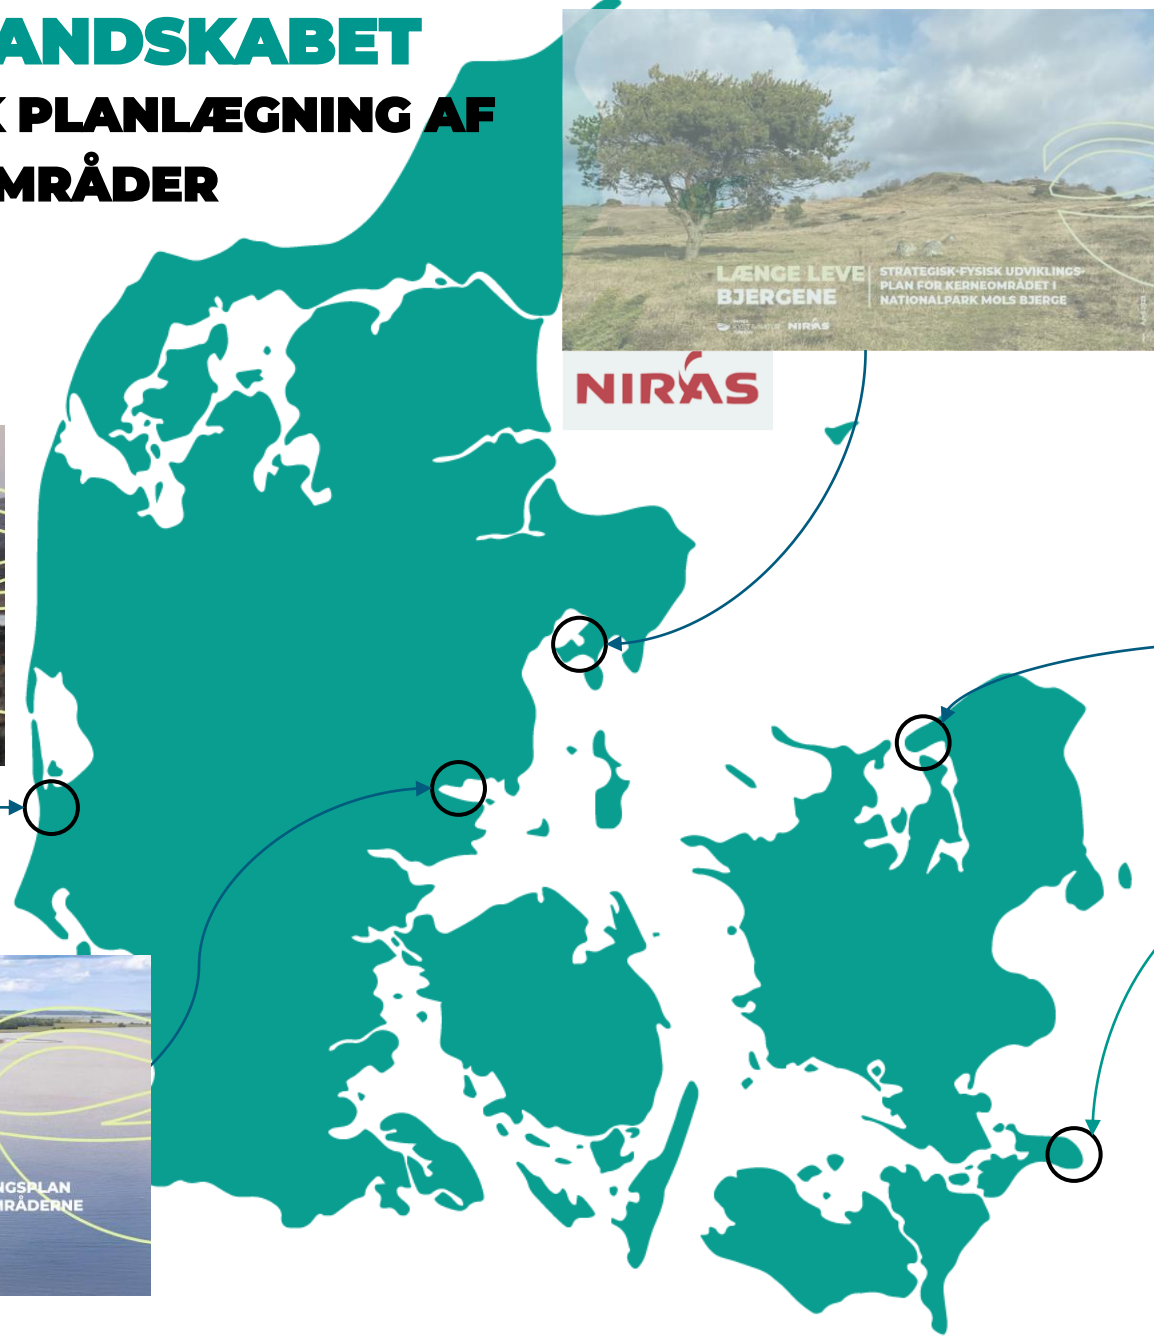 ANDSKABET
K PLANLÆGNING AF
MRÅDER
LÆNGE LEVE
BJERGENE
STRATEGISK-FYSISK UDVIKLINGS-
PLAN FOR KERNEOMRÅDET I
NATIONALPARK MOLS BJERGE
NIRAS
NIRAS
NGSPLAN
MRÅDERNE